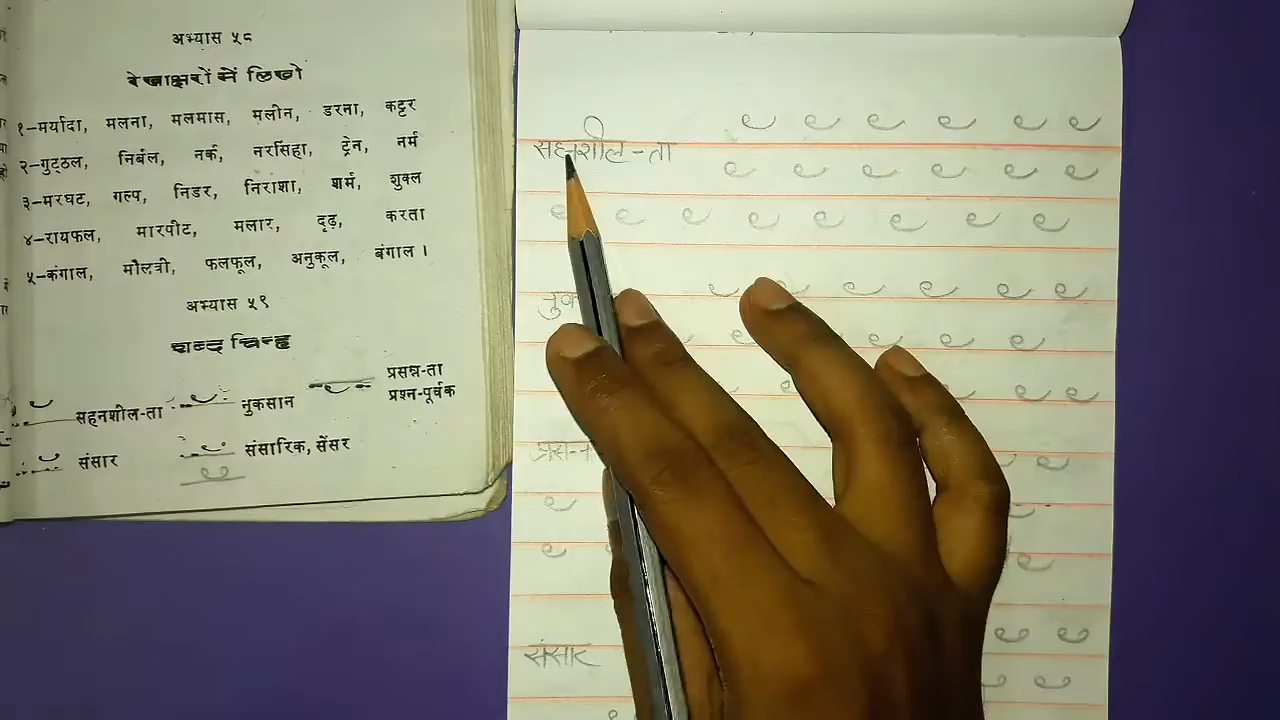 अभ्यास ५८
रेखाक्षरों में लिखो
१–मर्यादा, मलना, मलमास, मलीन, डरना, कट्टर
२–गुट्ठल, निर्बल, नर्क, नरसिंहा, ट्रेन, नर्म
३–मरघट, गल्प, निडर, निराशा, शर्म, शुक्ल
४–रायफल, मारपीट, मलार, दृढ़, करता
५–कंगाल, मौलवी, फलफूल, अनुकूल, बंगाल ।
अभ्यास ५९
शब्द चिन्ह
सहनशील-ता नुकसान प्रसन्न-ता
प्रश्न-पूर्वक
संसार संसारिक, सेंसर
सहनशील-ता
संसार